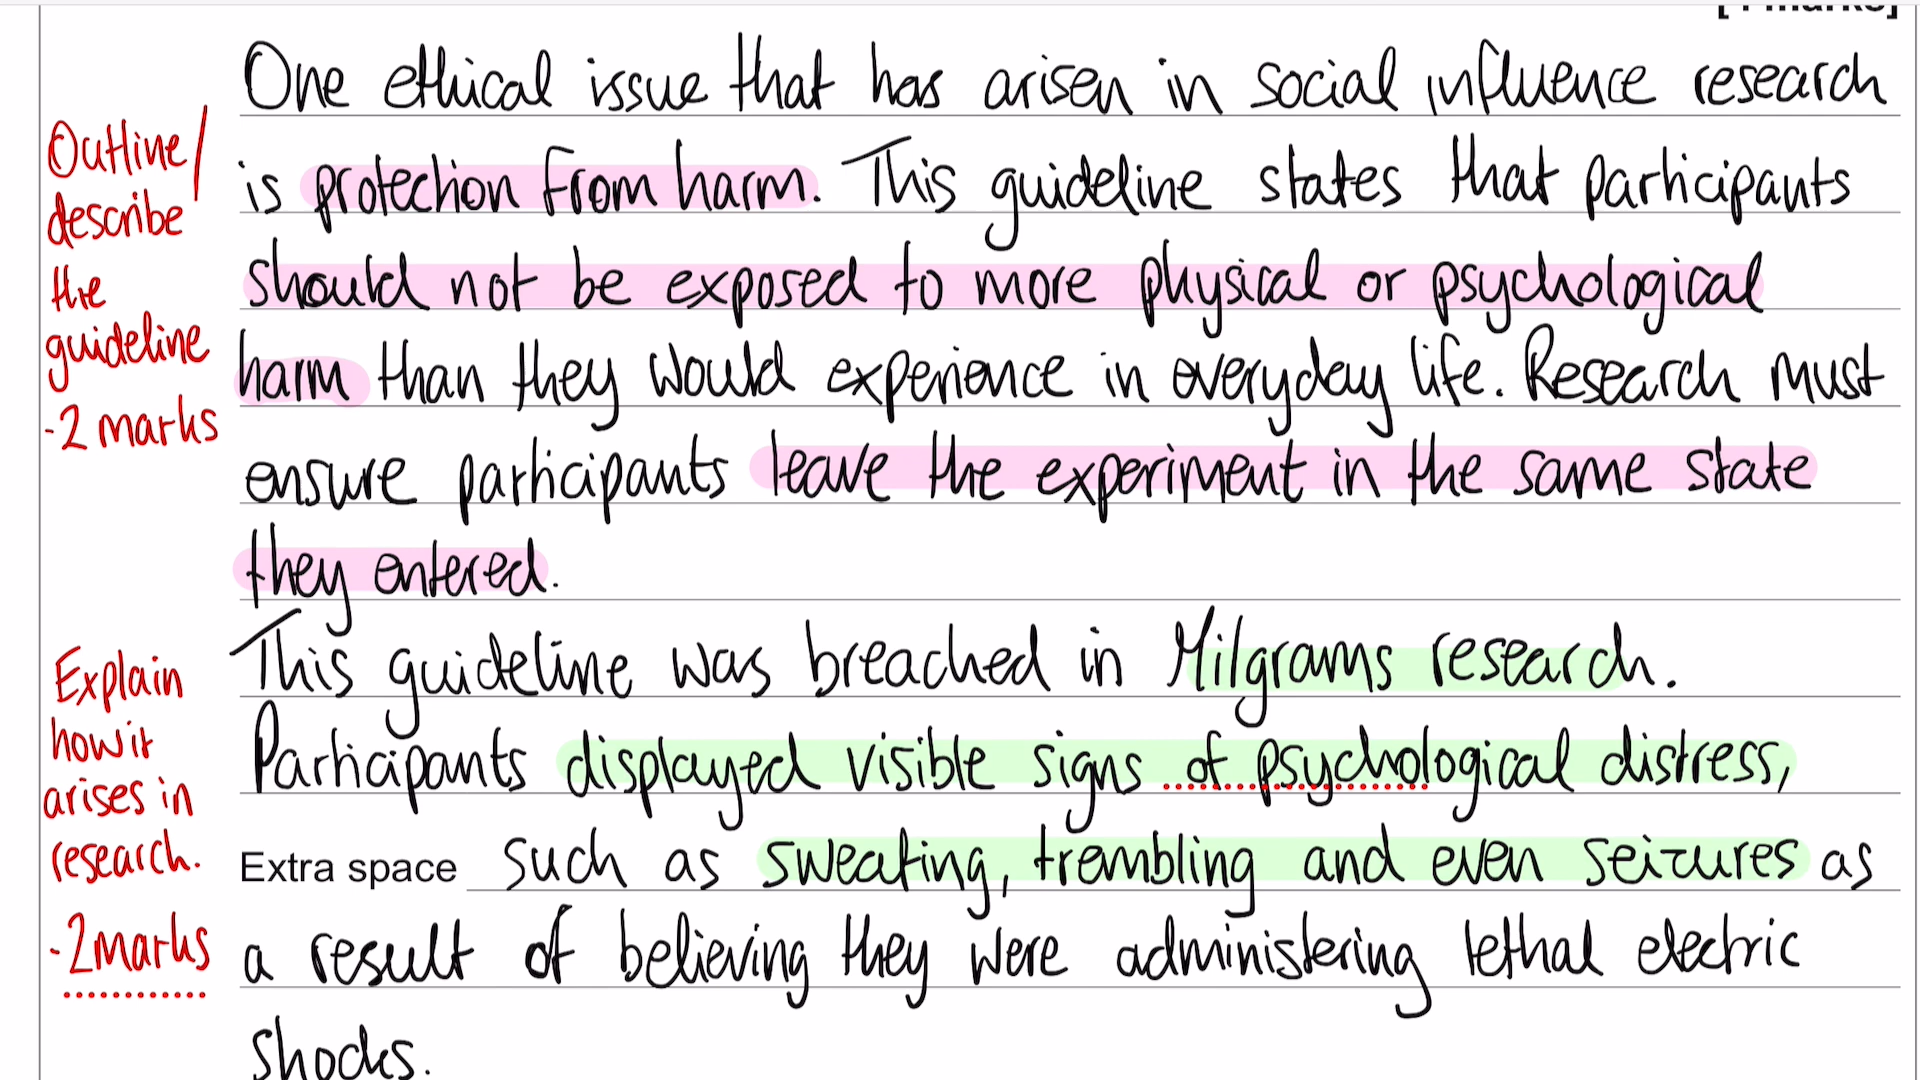 One ethical issue that has arisen in social influence research
Outline/
describe
the
guideline
-2 marks
is protection from harm. This guideline states that participants
should not be exposed to more physical or psychological
harm than they would experience in everyday life. Research must
ensure participants leave the experiment in the same state
they entered.
Explain
how it
arises in
research.
-2 marks
This guideline was breached in Milgrams research.
Participants displayed visible signs of psychological distress,
Extra space such as sweating, trembling and even seizures as
a result of believing they were administering lethal electric
shocks.